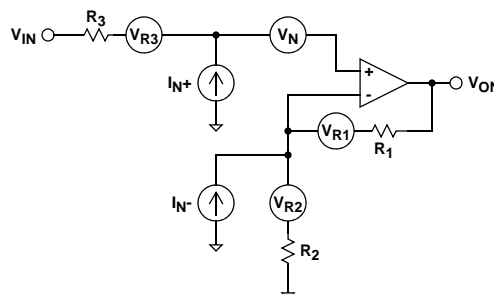 R3
VIN
VR3
VN
IN+
+
-
VON
VR1
R1
IN-
VR2
R2